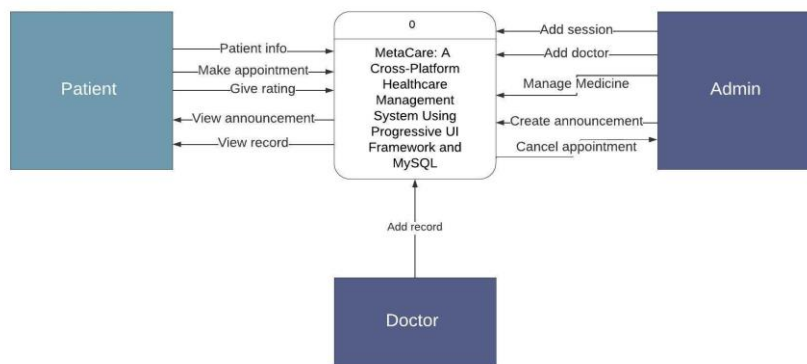 Patient
Patient info
Make appointment
Give rating
View announcement
View record
0
MetaCare: A
Cross-Platform
Healthcare
Management
System Using
Progressive UI
Framework and
MySQL
Add session
Add doctor
Manage Medicine
Create announcement
Cancel appointment
Admin
Add record
Doctor